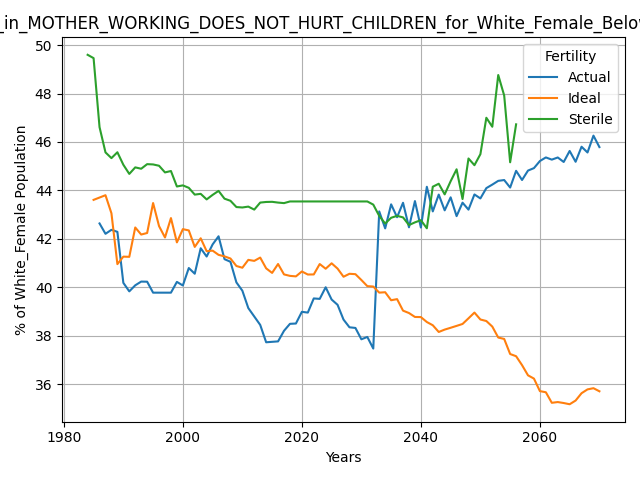 _in_MOTHER_WORKING_DOES_NOT_HURT_CHILDREN_for_White_Female_Belov
Fertility
Actual
Ideal
Sterile
% of White_Female Population
50
48
46
44
42
40
38
36
1980
2000
2020
2040
2060
Years